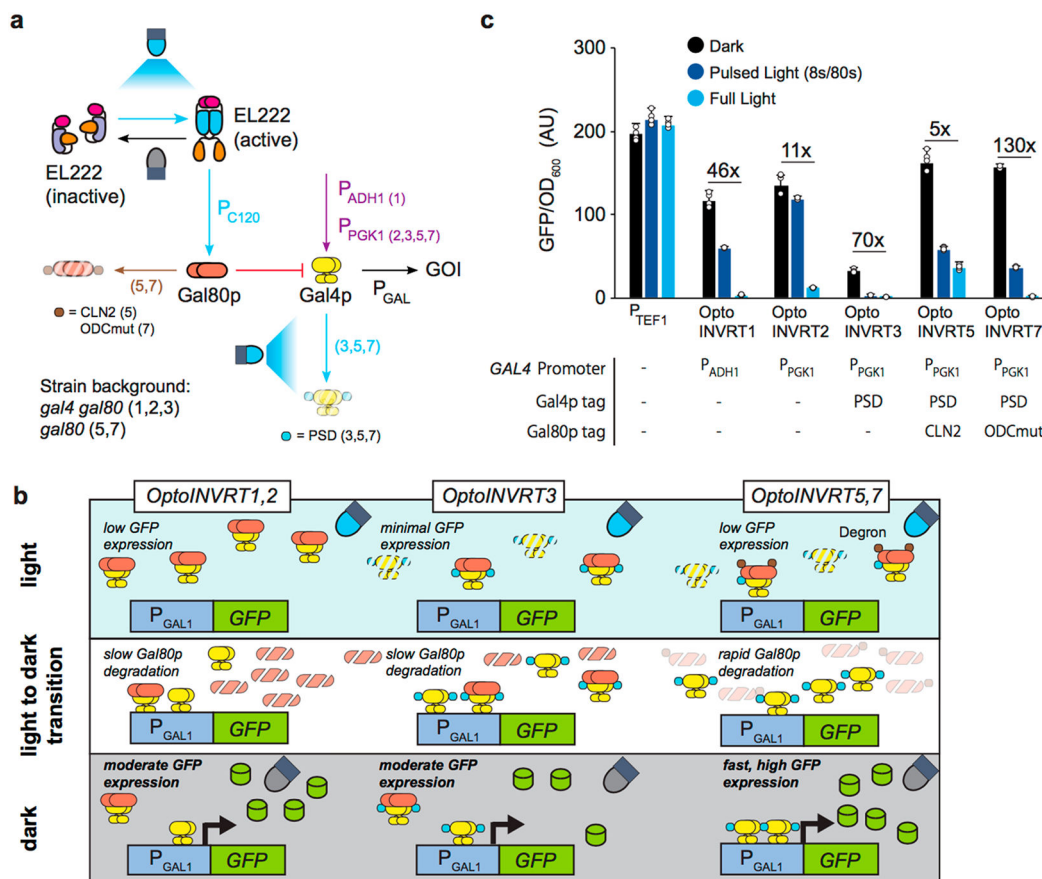 a
EL222
(active)
EL222
(inactive)
P_C120
P_ADH1 (1)
P_PGK1 (2,3,5,7)
(5,7)
Gal80p
Gal4p
P_GAL
GOI
= CLN2 (5)
ODCmut (7)
(3,5,7)
Strain background:
gal4 gal80 (1,2,3)
gal80 (5,7)
= PSD (3,5,7)
c
Dark
Pulsed Light (8s/80s)
Full Light
GFP/OD600 (AU)
300
200
100
0
46x
11x
70x
5x
130x
P_TEF1
Opto
INVRT1
Opto
INVRT2
Opto
INVRT3
Opto
INVRT5
Opto
INVRT7
GAL4 Promoter - P_ADH1 P_PGK1 P_PGK1 P_PGK1 P_PGK1
Gal4p tag - - - PSD PSD PSD
Gal80p tag - - - - CLN2 ODCmut
b
OptoINVRT1,2
OptoINVRT3
OptoINVRT5,7
light
low GFP
expression
P_GAL1 GFP
minimal GFP
expression
P_GAL1 GFP
low GFP
expression
Degron
P_GAL1 GFP
light to dark
transition
slow Gal80p
degradation
P_GAL1 GFP
slow Gal80p
degradation
P_GAL1 GFP
rapid Gal80p
degradation
P_GAL1 GFP
dark
moderate GFP
expression
P_GAL1 GFP
moderate GFP
expression
P_GAL1 GFP
fast, high GFP
expression
P_GAL1 GFP